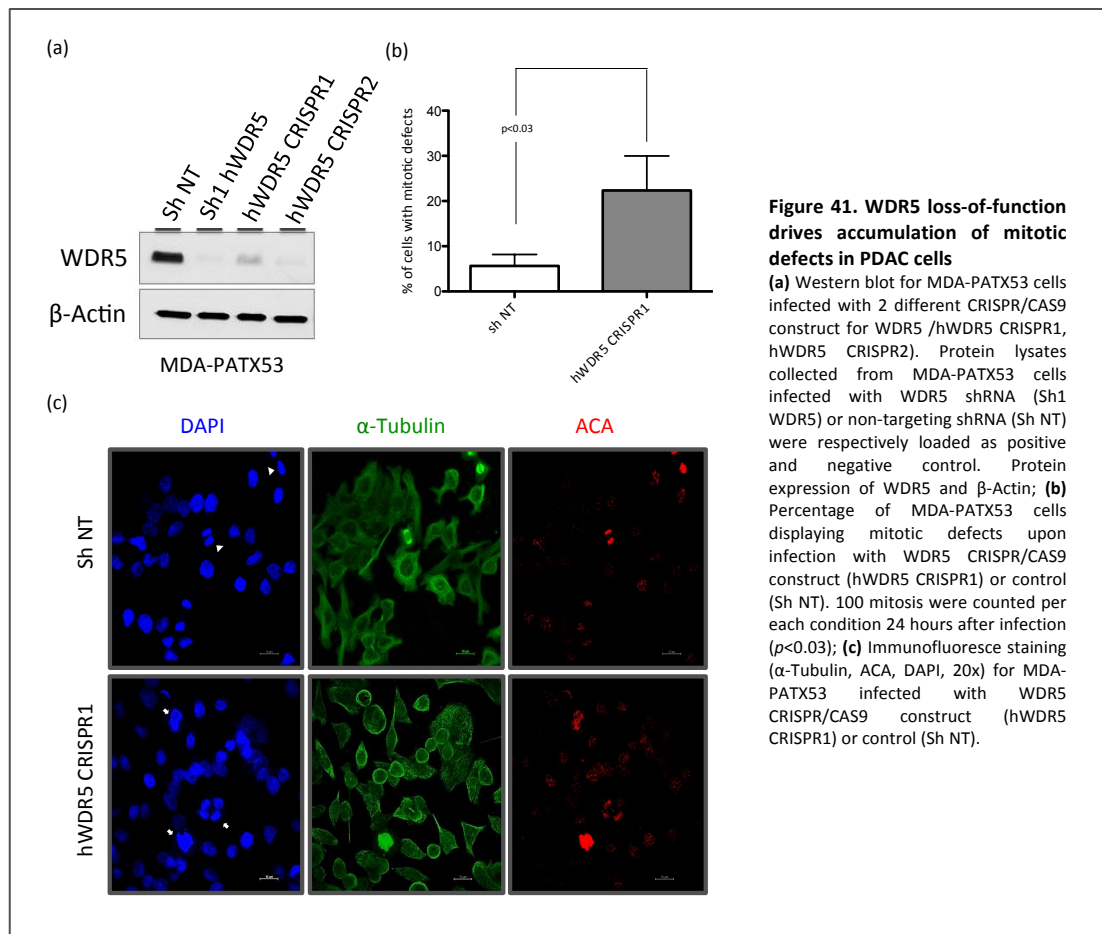 (a)
Sh NT
Sh1 hWDR5
hWDR5 CRISPR1
hWDR5 CRISPR2
WDR5
β-Actin
MDA-PATX53
(b)
% of cells with mitotic defects
40
30
20
10
0
p<0.03
sh NT
hWDR5 CRISPR1
(c)
DAPI
α-Tubulin
ACA
Sh NT
hWDR5 CRISPR1
Figure 41. WDR5 loss-of-function
drives accumulation of mitotic
defects in PDAC cells
(a) Western blot for MDA-PATX53 cells
infected with 2 different CRISPR/CAS9
construct for WDR5 /hWDR5 CRISPR1,
hWDR5 CRISPR2). Protein lysates
collected from MDA-PATX53 cells
infected with WDR5 shRNA (Sh1
WDR5) or non-targeting shRNA (Sh NT)
were respectively loaded as positive
and negative control. Protein
expression of WDR5 and β-Actin; (b)
Percentage of MDA-PATX53 cells
displaying mitotic defects upon
infection with WDR5 CRISPR/CAS9
construct (hWDR5 CRISPR1) or control
(Sh NT). 100 mitosis were counted per
each condition 24 hours after infection
(p<0.03); (c) Immunofluoresce staining
(α-Tubulin, ACA, DAPI, 20x) for MDA-
PATX53 infected with WDR5
CRISPR/CAS9 construct (hWDR5
CRISPR1) or control (Sh NT).